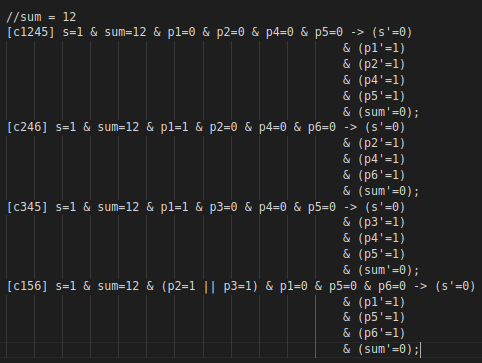 //sum = 12
[c1245] s=1 & sum=12 & p1=0 & p2=0 & p4=0 & p5=0 -> (s'=0)
& (p1'=1)
& (p2'=1)
& (p4'=1)
& (p5'=1)
& (sum'=0);
[c246] s=1 & sum=12 & p1=1 & p2=0 & p4=0 & p6=0 -> (s'=0)
& (p2'=1)
& (p4'=1)
& (p6'=1)
& (sum'=0);
[c345] s=1 & sum=12 & p1=1 & p3=0 & p4=0 & p5=0 -> (s'=0)
& (p3'=1)
& (p4'=1)
& (p5'=1)
& (sum'=0);
[c156] s=1 & sum=12 & (p2=1 || p3=1) & p1=0 & p5=0 & p6=0 -> (s'=0)
& (p1'=1)
& (p5'=1)
& (p6'=1)
& (sum'=0);